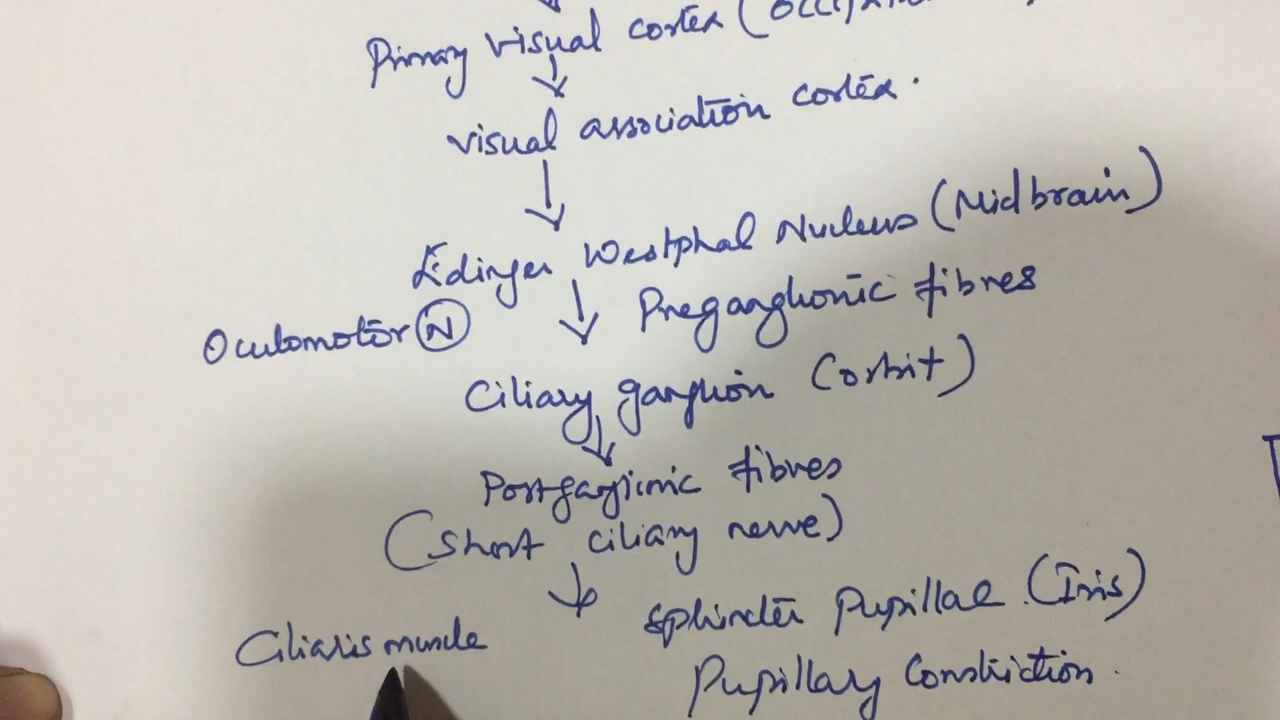 Primary visual cortex (
visual association cortex.
Edinger Westphal Nucleus (Midbrain)
Oculomotor N Preganglionic fibres
Ciliary ganglion (orbit)
Postganglionic fibres
(Short ciliary nerve)
Ciliaris muscle sphincter Pupillae (Iris)
Pupillary Constriction.